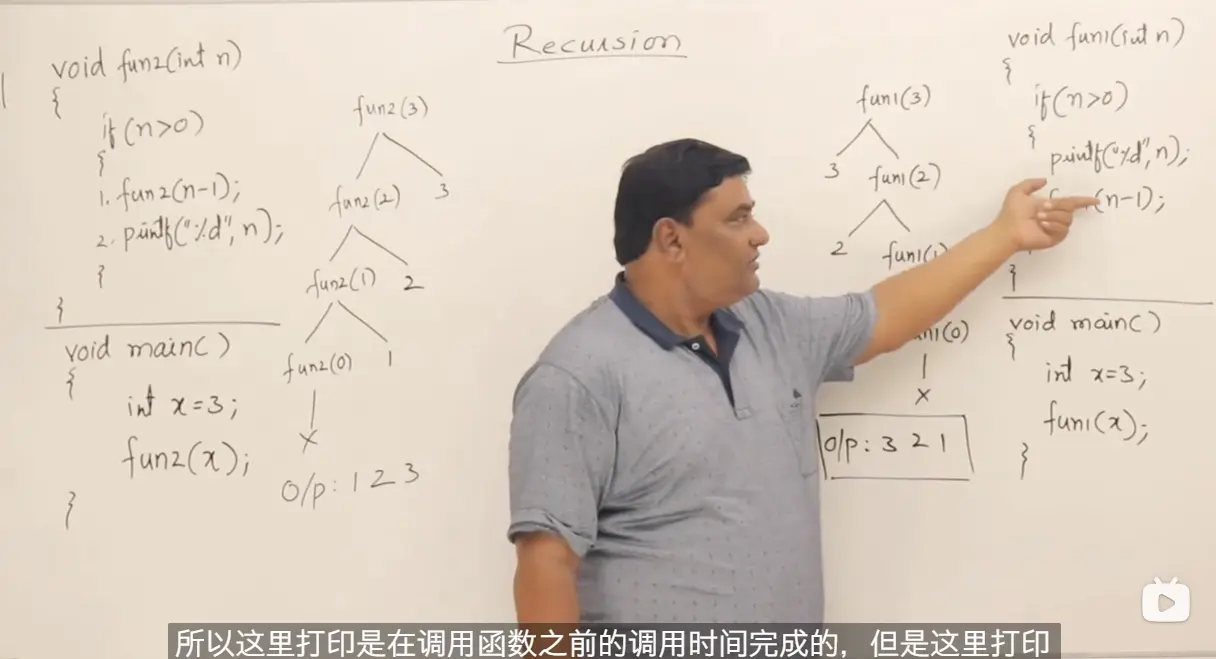 Recursion
void fun2(int n)
{
if(n>0)
{
1. fun2(n-1);
2. printf("%d", n);
}
}
void main()
{
int x=3;
fun2(x);
}
fun2(3)
fun2(2) 3
fun2(1) 2
fun2(0) 1
X
O/p: 1 2 3
fun1(3)
3 fun1(2)
2 fun1(1)
(0)
X
O/p: 3 2 1
void fun1(int n)
{
if(n>0)
{
printf("%d", n);
(n-1);
}
}
void main()
{
int x=3;
fun1(x);
}
所以这里打印是在调用函数之前的调用时间完成的，但是这里打印